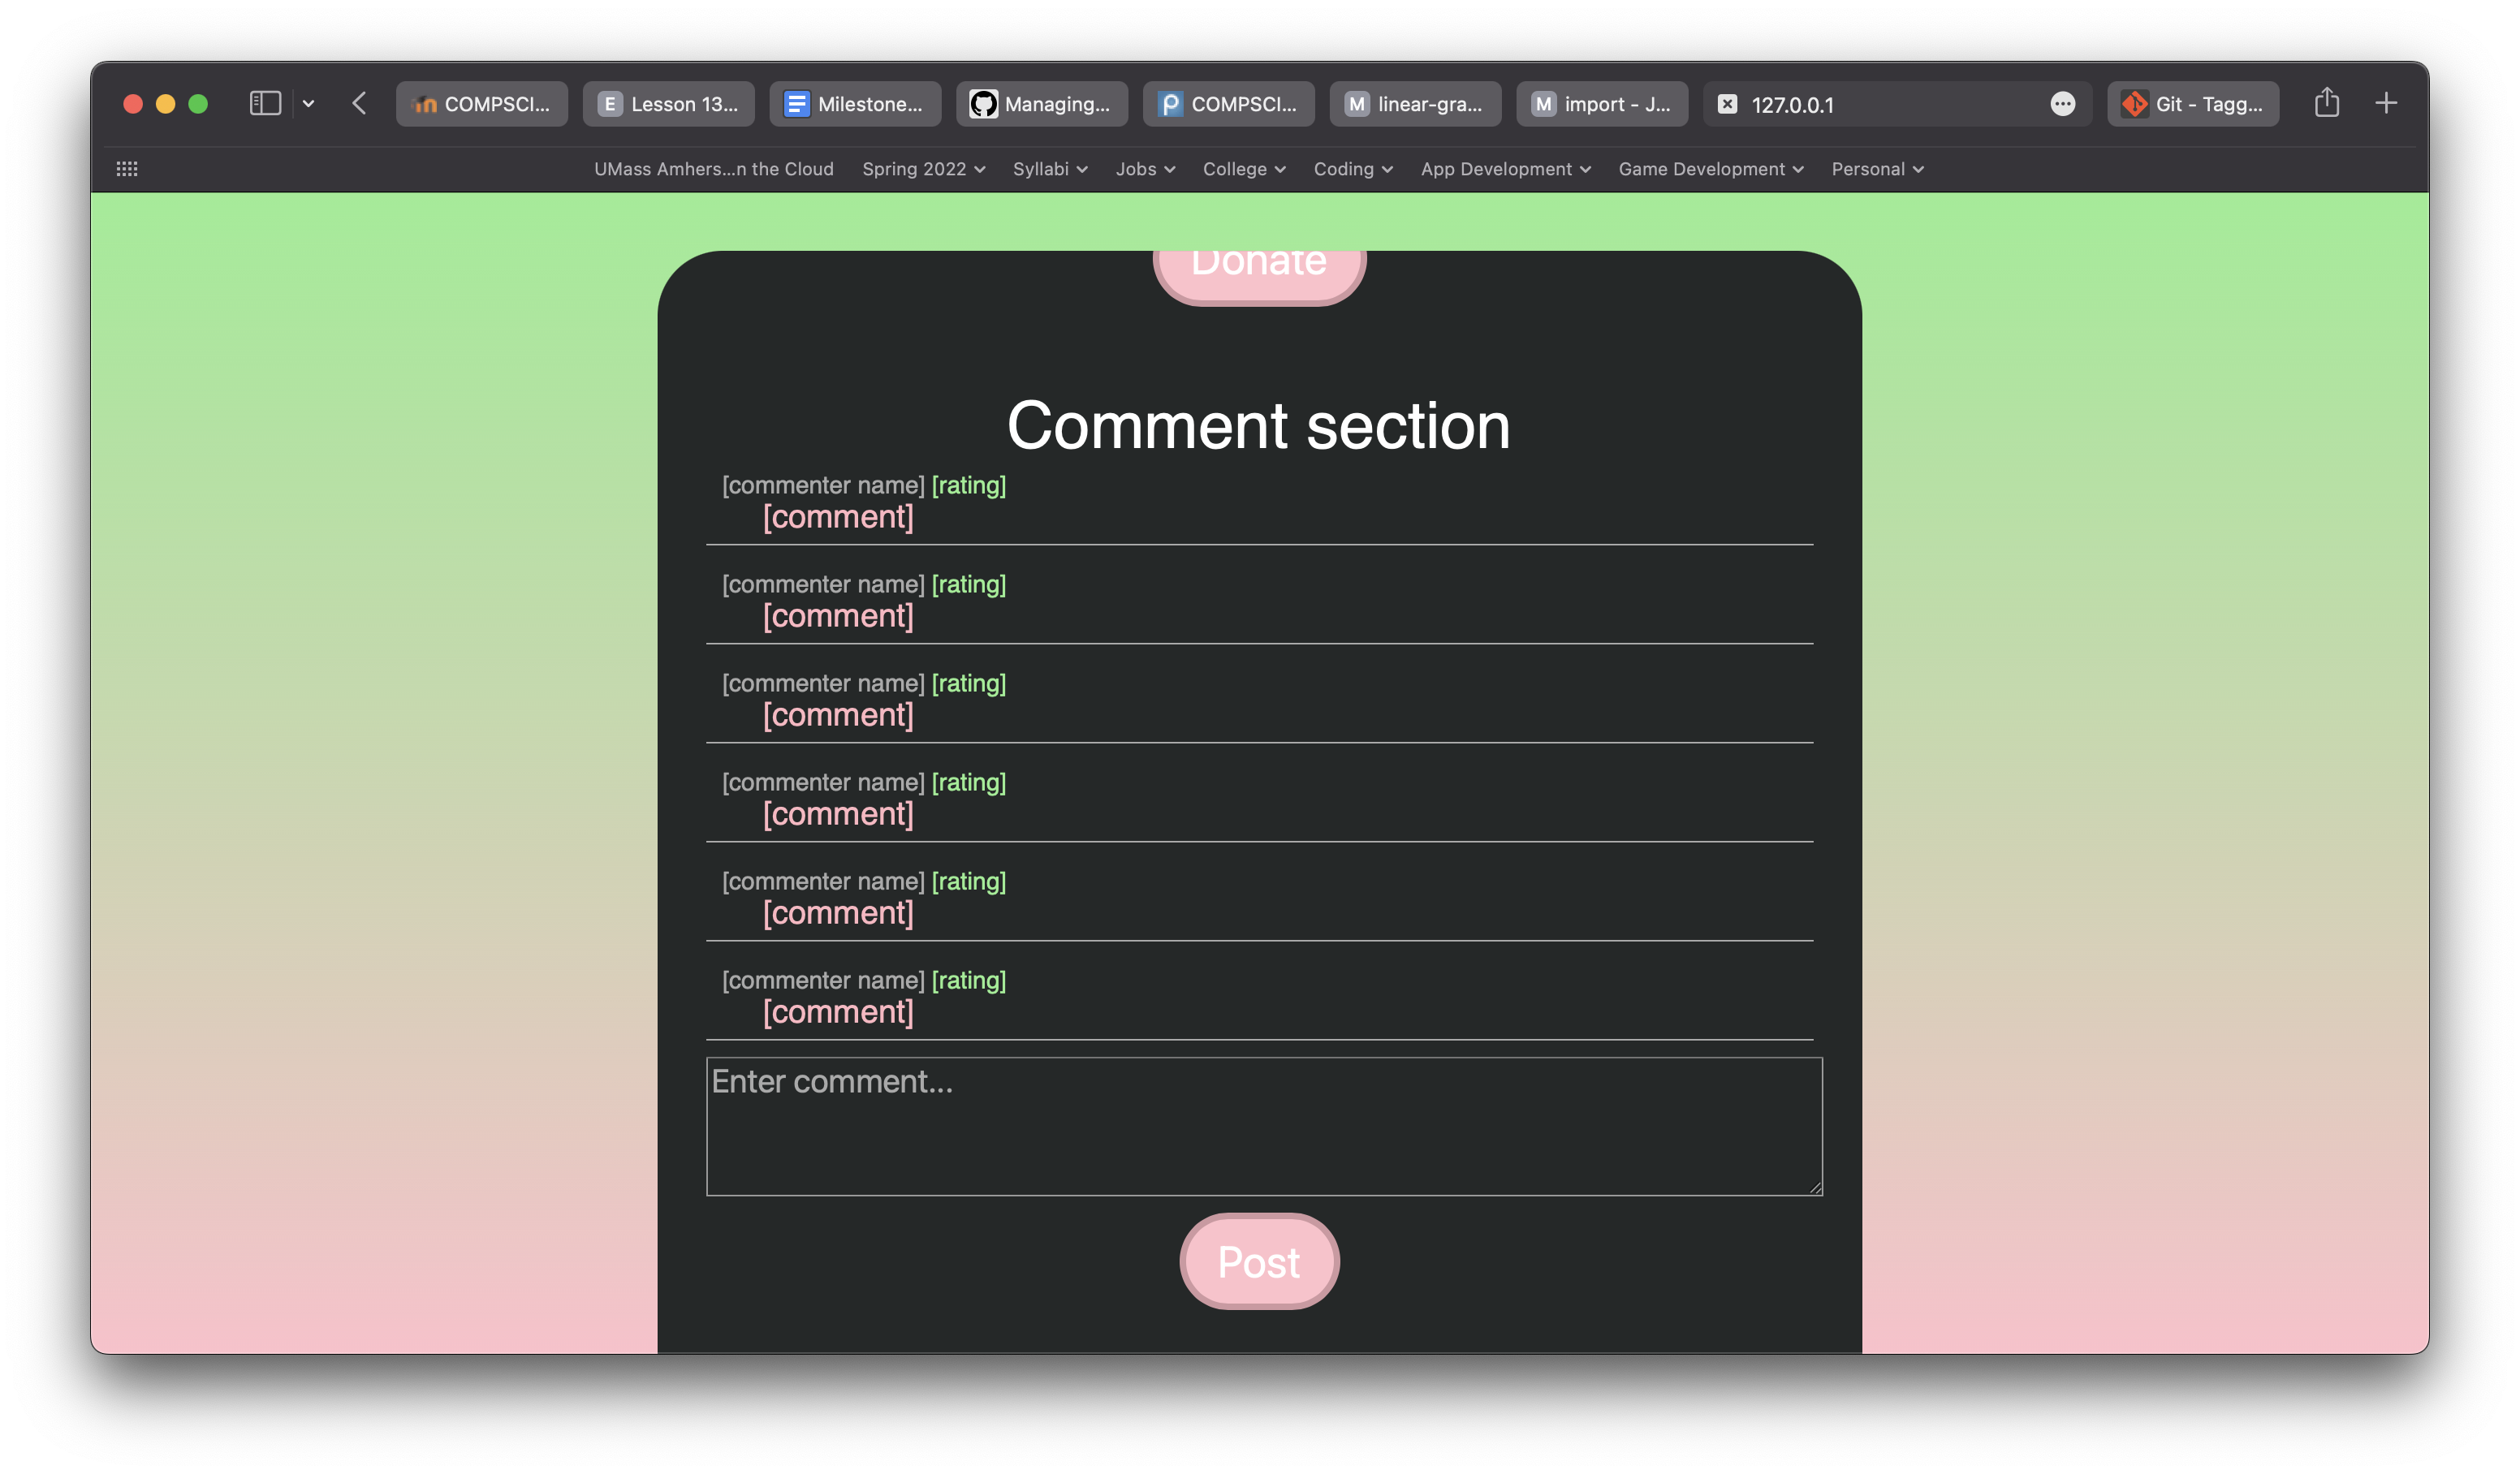 COMPSCI... E Lesson 13... Milestone... Managing... COMPSCI... M linear-gra... M import - J... 127.0.0.1 Git - Tagg...
UMass Amhers...n the Cloud Spring 2022 Syllabi Jobs College Coding App Development Game Development Personal
Donate
Comment section
[commenter name] [rating]
[comment]
[commenter name] [rating]
[comment]
[commenter name] [rating]
[comment]
[commenter name] [rating]
[comment]
[commenter name] [rating]
[comment]
[commenter name] [rating]
[comment]
Enter comment...
Post